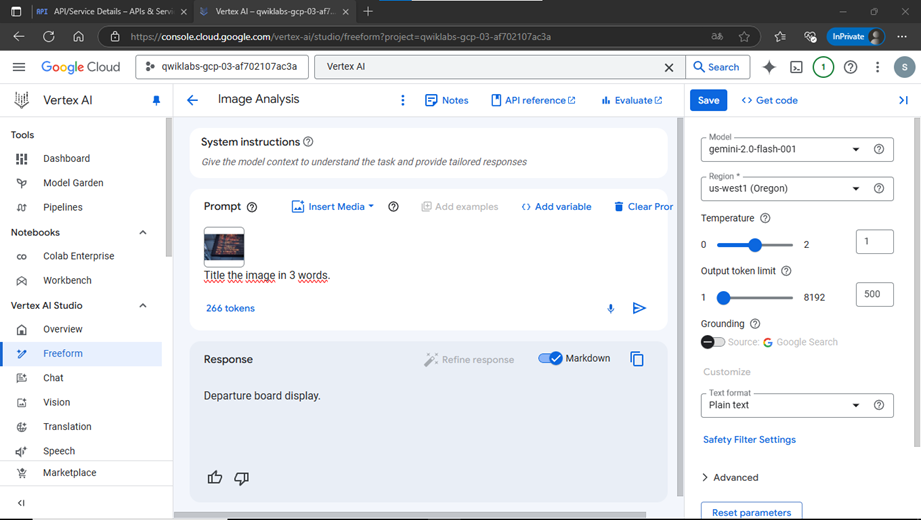 API API/Service Details – APIs & Servi
Vertex AI – qwiklabs-gcp-03-af7...
https://console.cloud.google.com/vertex-ai/studio/freeform?project=qwiklabs-gcp-03-af702107ac3a
InPrivate
Google Cloud
qwiklabs-gcp-03-af702107ac3a
Vertex AI
Search
1
S
Vertex AI
Image Analysis
Notes
API reference
Evaluate
Save
Get code
Tools
Dashboard
Model Garden
Pipelines
Notebooks
Colab Enterprise
Workbench
Vertex AI Studio
Overview
Freeform
Chat
Vision
Translation
Speech
Marketplace
System instructions
Give the model context to understand the task and provide tailored responses
Prompt
Insert Media
Add examples
Add variable
Clear Pror
Title the image in 3 words.
266 tokens
Response
Refine response
Markdown
Departure board display.
Model
gemini-2.0-flash-001
Region *
us-west1 (Oregon)
Temperature
0 2 1
Output token limit
1 8192 500
Grounding
Source: Google Search
Customize
Text format
Plain text
Safety Filter Settings
Advanced
Reset parameters